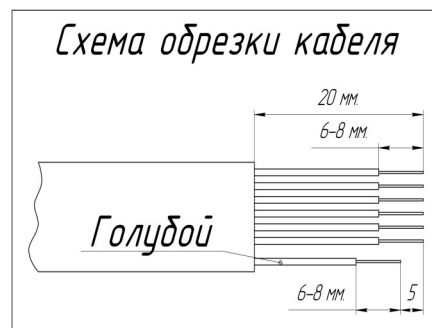 Схема обрезки кабеля
20 мм.
6-8 мм.
Голубой
6-8 мм.
5